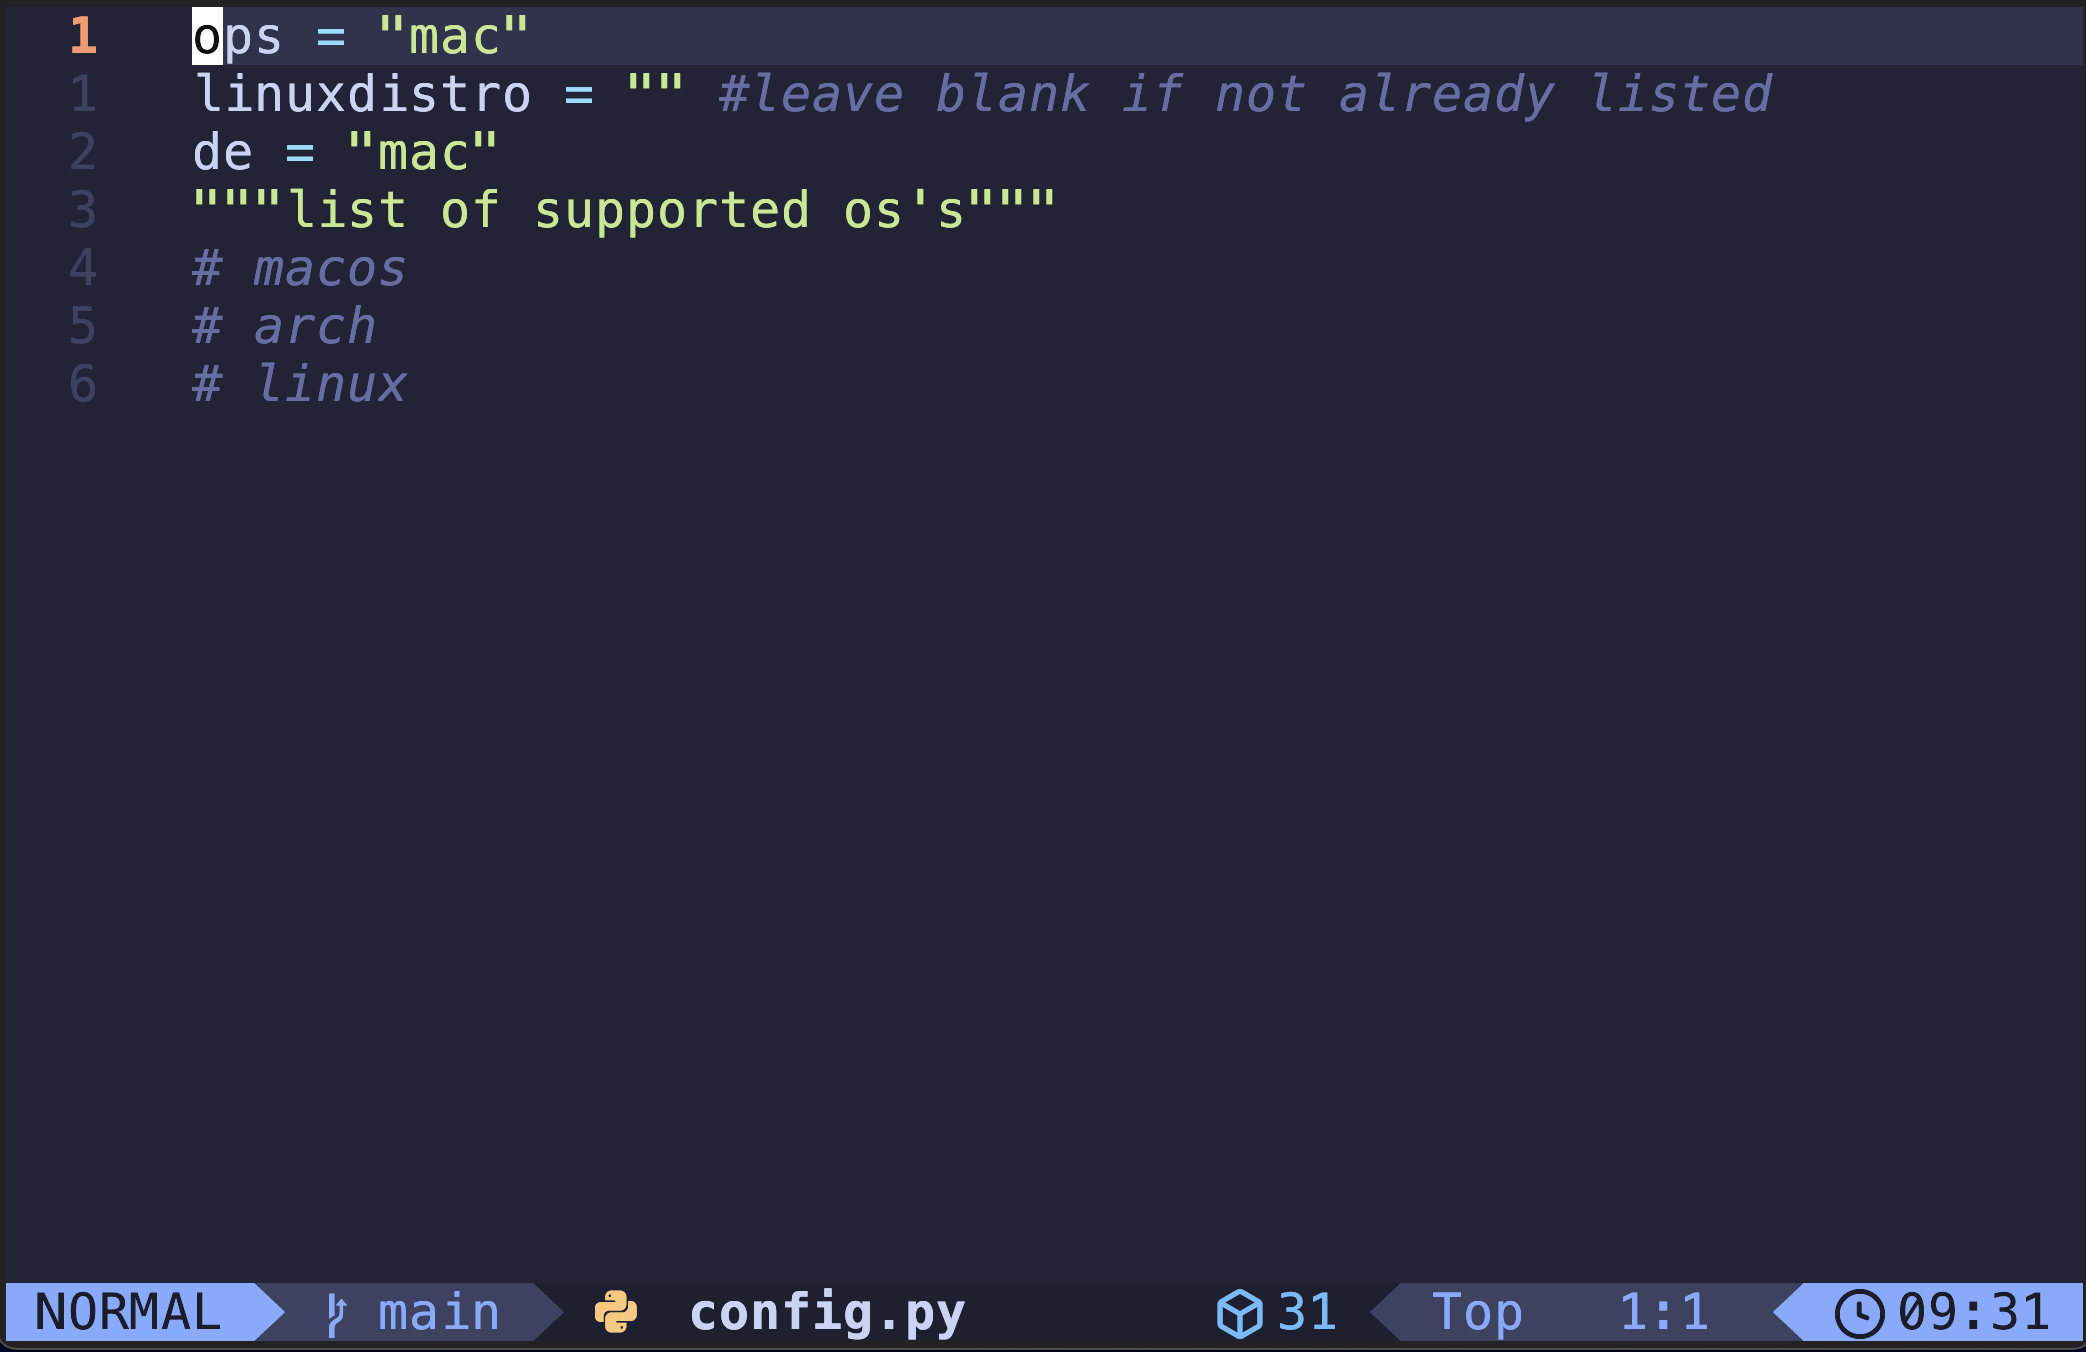 1 ops = "mac"
1 linuxdistro = "" #leave blank if not already listed
2 de = "mac"
3 """list of supported os's"""
4 # macos
5 # arch
6 # linux
NORMAL main config.py 31 Top 1:1 09:31